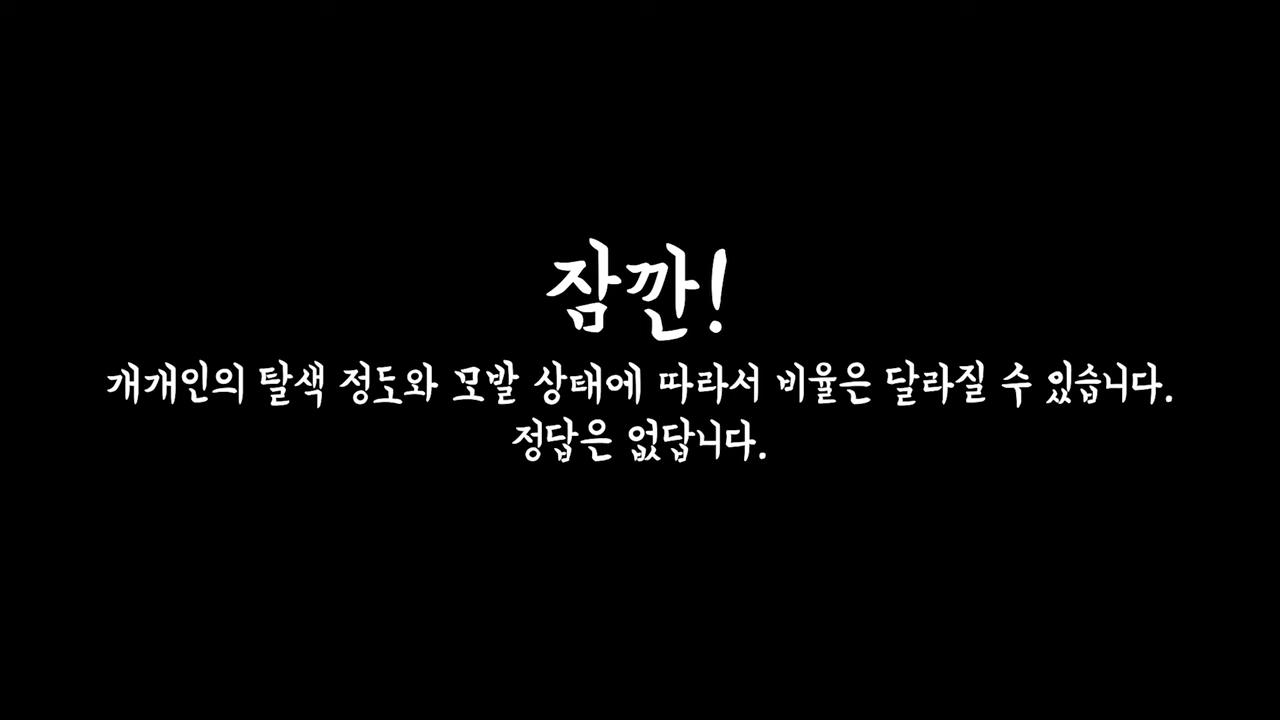 잠깐!
개개인의 탈색 정도와 모발 상태에 따라서 비율은 달라질 수 있습니다.
정답은 없답니다.